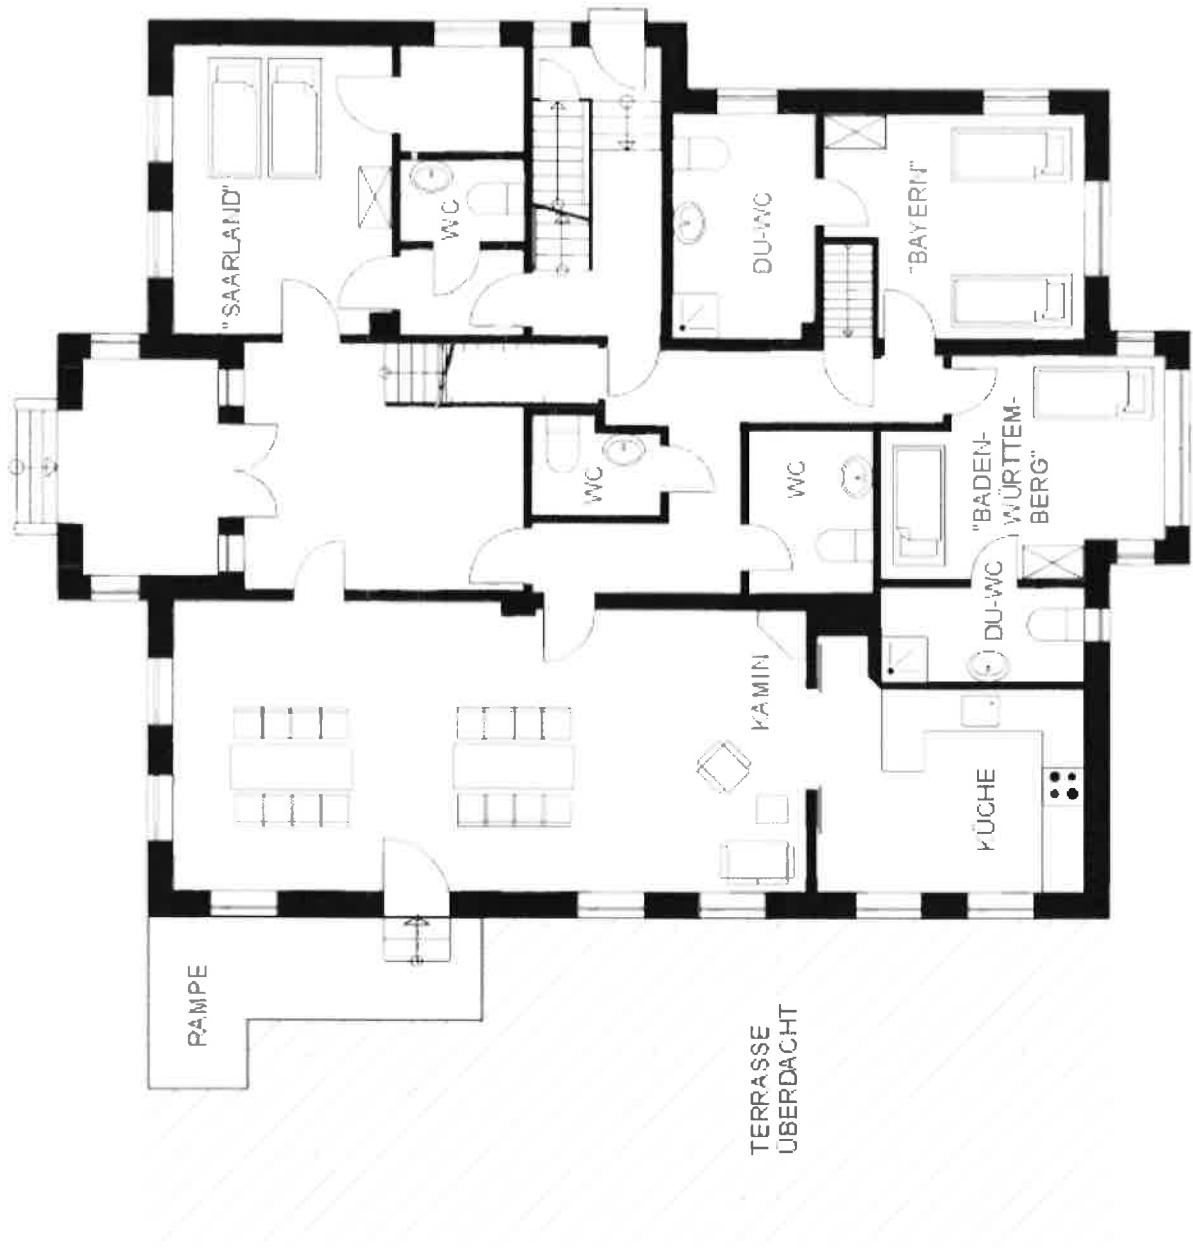 "SAARLAND"
WC
DU-WC
"BAYERN"
WC
WC
"BADEN-
WÜRTTEM-
BERG"
DU-WC
KAMIN
KÜCHE
RAMPE
TERRASSE
ÜBERDACHT